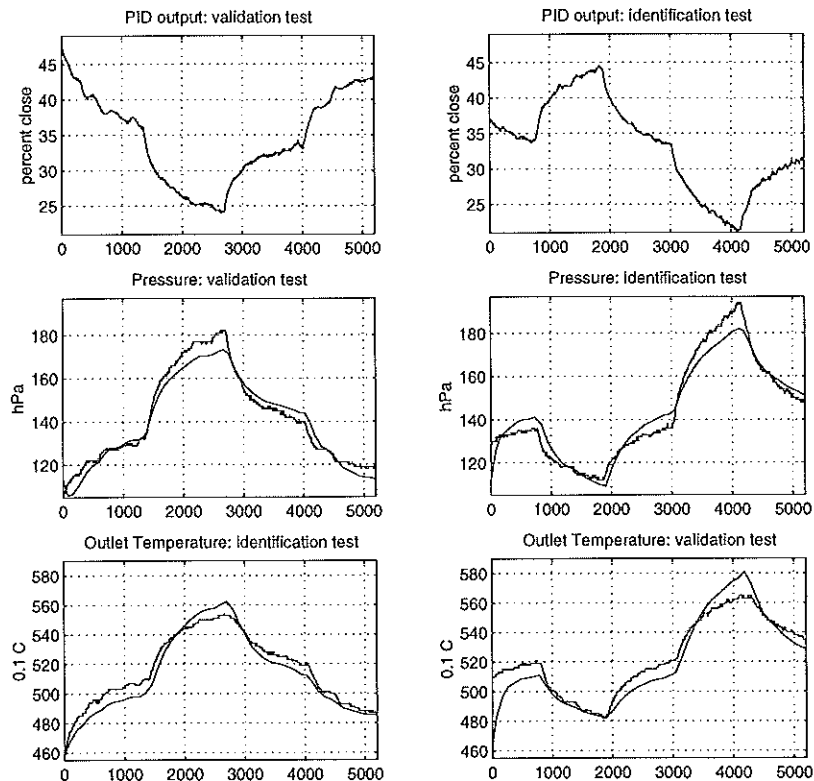 PID output: validation test
45
40
35
30
25
percent close
0 1000 2000 3000 4000 5000
PID output: identification test
45
40
35
30
25
percent close
0 1000 2000 3000 4000 5000
Pressure: validation test
180
160
140
120
hPa
0 1000 2000 3000 4000 5000
Pressure: identification test
180
160
140
120
hPa
0 1000 2000 3000 4000 5000
Outlet Temperature: identification test
580
560
540
520
500
480
460
0.1 C
0 1000 2000 3000 4000 5000
Outlet Temperature: validation test
580
560
540
520
500
480
460
0.1 C
0 1000 2000 3000 4000 5000